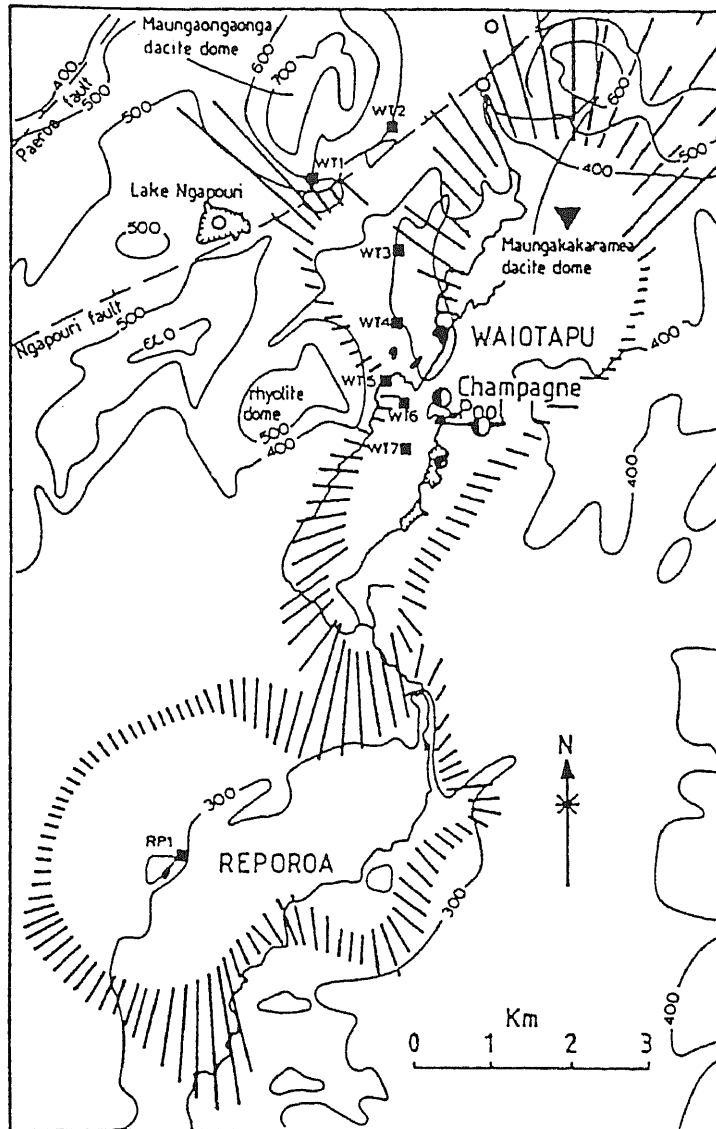 Maungaongaonga
dacite dome
400
500
Paeroa fault
600
700
500
WT2
WT1
600
500
400
Lake Ngapouri
500
WT3
Maungakakaramea
dacite dome
Ngapouri fault
500
WT4
WAIOTAPU
400
WT5
Champagne
Pool
rhyolite
dome
WT6
500
400
WT7
400
N
300
RP1
REPOROA
300
Km
400
0 1 2 3